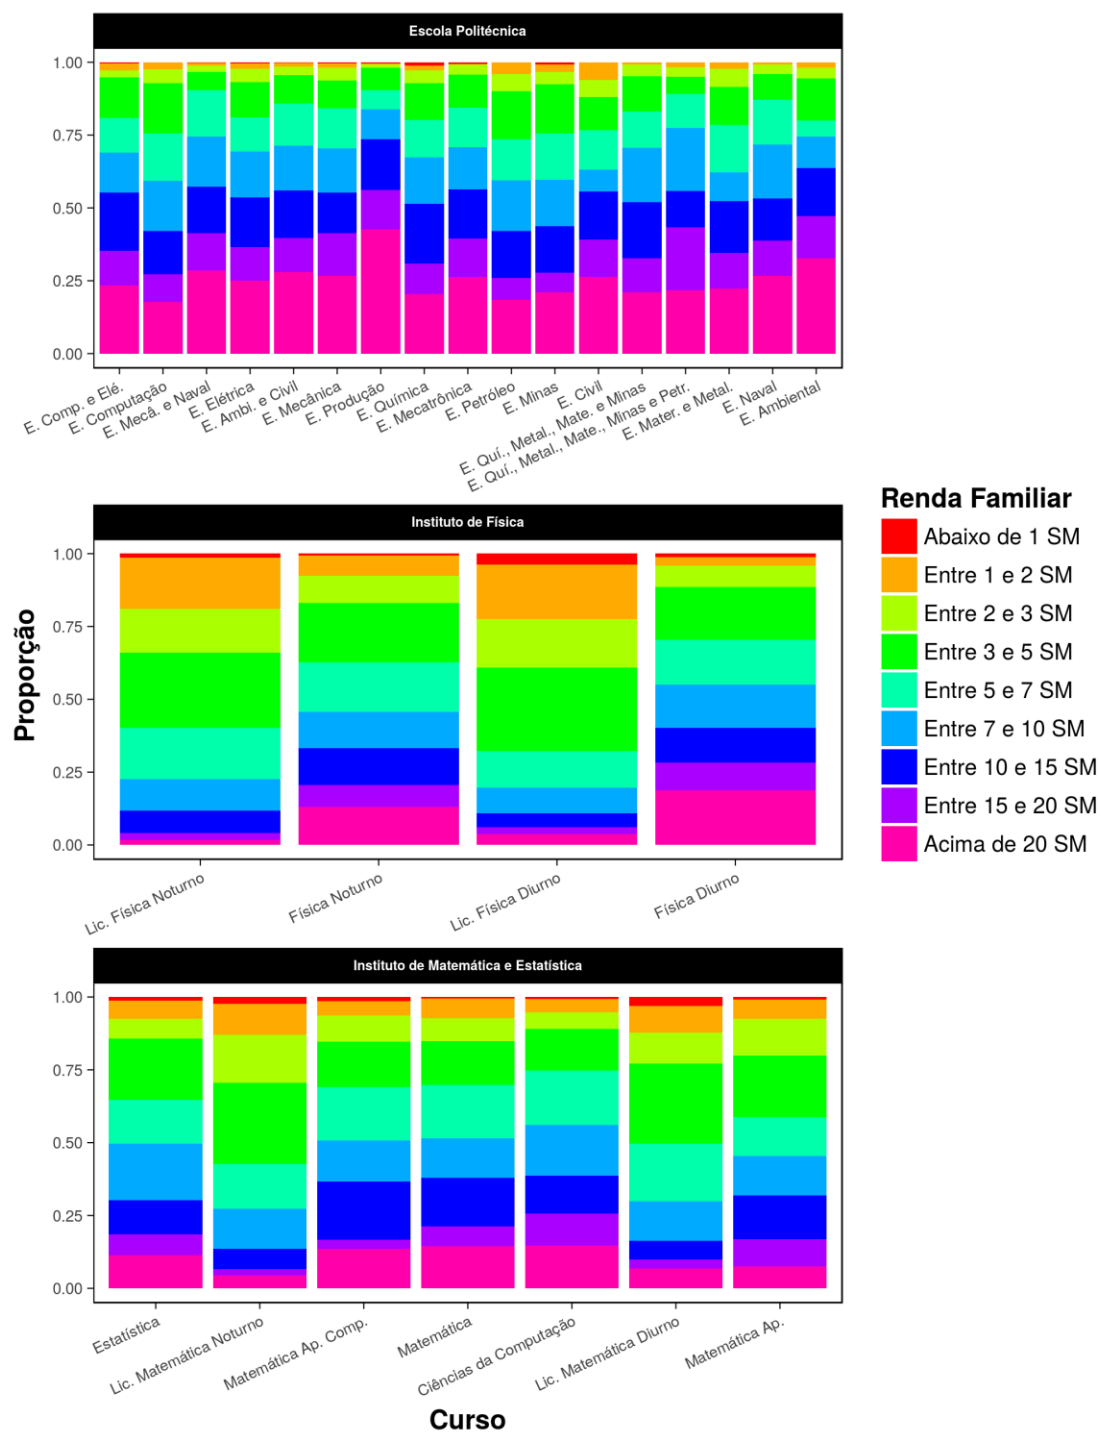 Escola Politécnica
1.00
0.75
0.50
0.25
0.00
E. Comp. e Elé.
E. Computação
E. Mecâ. e Naval
E. Elétrica
E. Ambi. e Civil
E. Mecânica
E. Produção
E. Química
E. Mecatrônica
E. Petróleo
E. Minas
E. Civil
E. Quí., Metal., Mate. e Minas
E. Quí., Metal., Mate., Minas e Petr.
E. Mater. e Metal.
E. Naval
E. Ambiental
Instituto de Física
1.00
0.75
0.50
0.25
0.00
Lic. Física Noturno
Física Noturno
Lic. Física Diurno
Física Diurno
Proporção
Renda Familiar
Abaixo de 1 SM
Entre 1 e 2 SM
Entre 2 e 3 SM
Entre 3 e 5 SM
Entre 5 e 7 SM
Entre 7 e 10 SM
Entre 10 e 15 SM
Entre 15 e 20 SM
Acima de 20 SM
Instituto de Matemática e Estatística
1.00
0.75
0.50
0.25
0.00
Estatística
Lic. Matemática Noturno
Matemática Ap. Comp.
Matemática
Ciências da Computação
Lic. Matemática Diurno
Matemática Ap.
Curso